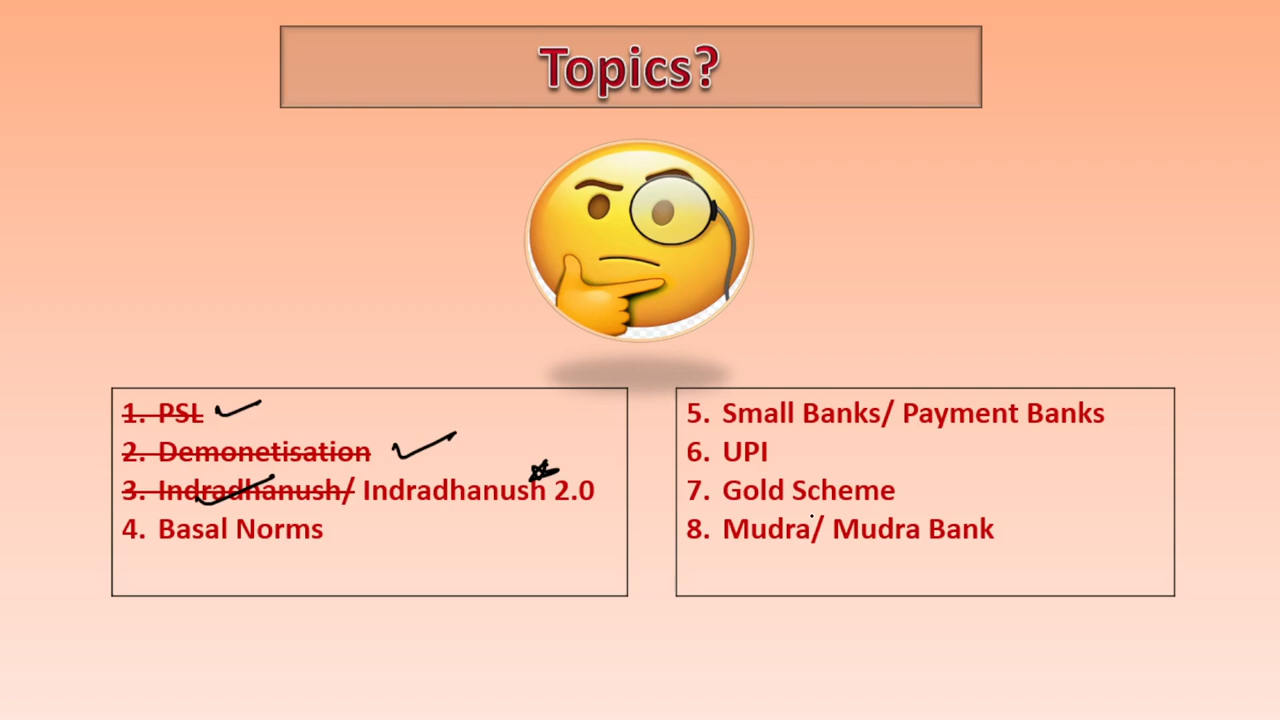 Topics?
1. PSL
2. Demonetisation
3. Indradhanush/ Indradhanush 2.0
4. Basal Norms
5. Small Banks/ Payment Banks
6. UPI
7. Gold Scheme
8. Mudra/ Mudra Bank